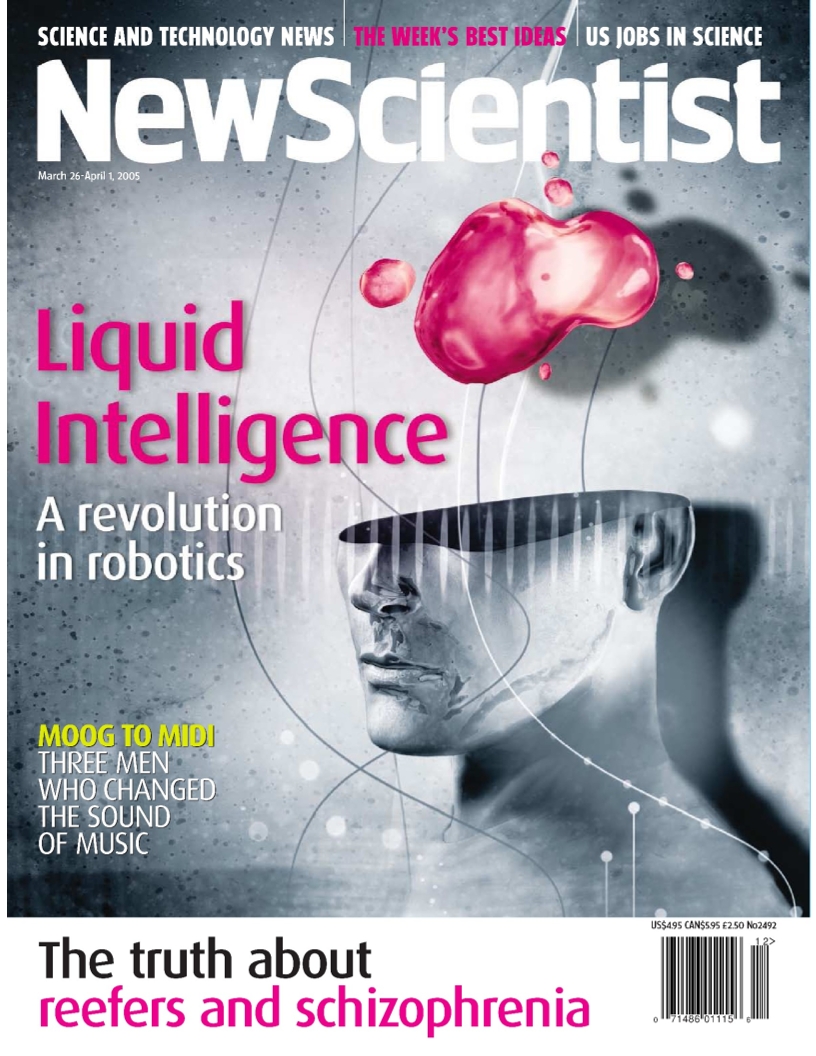 SCIENCE AND TECHNOLOGY NEWS THE WEEK'S BEST IDEAS US JOBS IN SCIENCE
NewScientist
March 26-April 1, 2005
Liquid
Intelligence
A revolution
in robotics
MOOG TO MIDI
THREE MEN
WHO CHANGED
THE SOUND
OF MUSIC
The truth about
reefers and schizophrenia
US$4.95 CAN$5.95 £2.50 No2492
12>
0 71486 01115 6